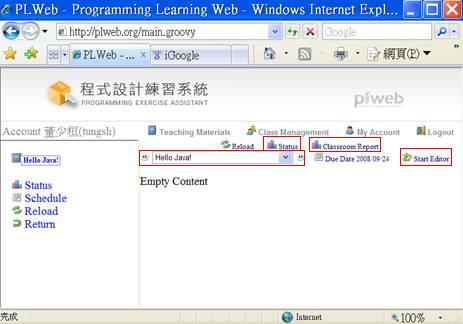 PLWeb - Programming Learning Web - Windows Internet Expl...
http://plweb.org/main.groovy
Google
PLWeb - ...
iGoogle
網頁(P)
程式設計練習系統
PROGRAMMING EXERCISE ASSISTANT
plweb
Account 董少桓(tungsh)
Teaching Materials Class Management My Account Logout
Reload Status Classroom Report
Hello Java!
Hello Java!
Due Date 2008/09/24
Start Editor
Empty Content
Status
Schedule
Reload
Return
完成
Internet
100%